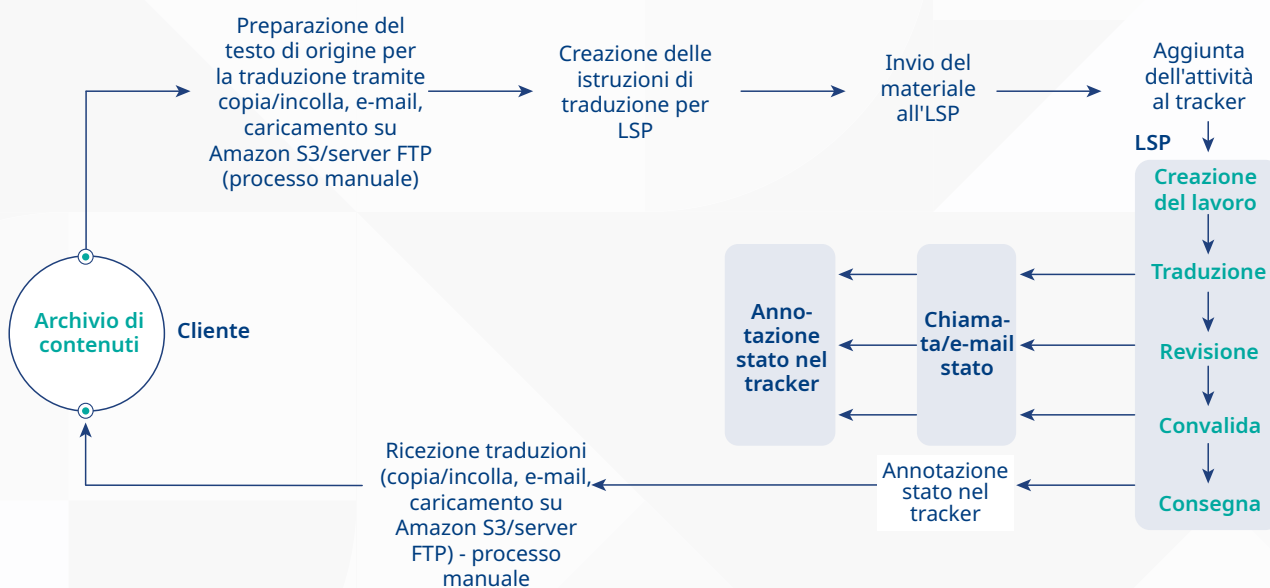 Preparazione del
testo di origine per
la traduzione tramite
copia/incolla, e-mail,
caricamento su
Amazon S3/server FTP
(processo manuale)
Creazione delle
istruzioni di
traduzione per
LSP
Invio del
materiale
all'LSP
Aggiunta
dell'attività
al tracker
LSP
Creazione
del lavoro
Traduzione
Revisione
Convalida
Consegna
Chiama-
ta/e-mail
stato
Anno-
tazione
stato nel
tracker
Annotazione
stato nel
tracker
Ricezione traduzioni
(copia/incolla, e-mail,
caricamento su
Amazon S3/server
FTP) - processo
manuale
Archivio di
contenuti
Cliente